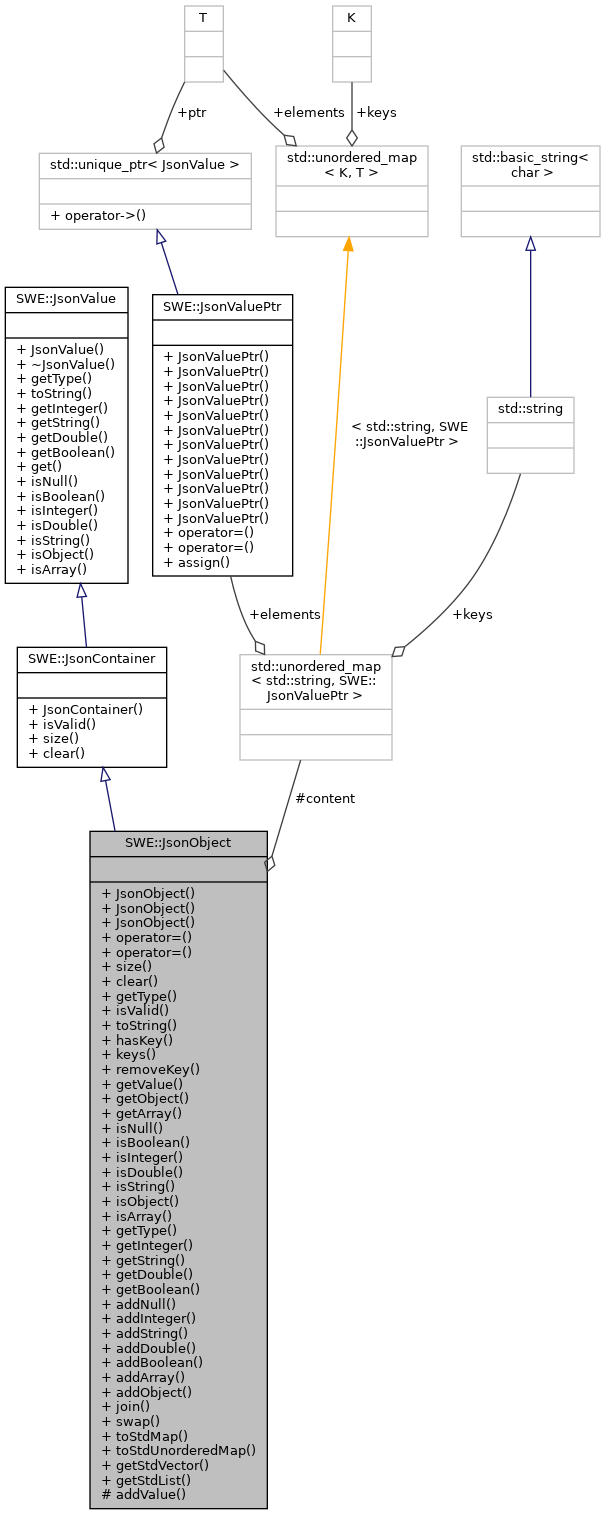 T
K
+ptr
+elements
+keys
std::unique_ptr< JsonValue >
+ operator->()
std::unordered_map
< K, T >
std::basic_string<
char >
SWE::JsonValue
+ JsonValue()
+ ~JsonValue()
+ getType()
+ toString()
+ getInteger()
+ getString()
+ getDouble()
+ getBoolean()
+ get()
+ isNull()
+ isBoolean()
+ isInteger()
+ isDouble()
+ isString()
+ isObject()
+ isArray()
SWE::JsonValuePtr
+ JsonValuePtr()
+ JsonValuePtr()
+ JsonValuePtr()
+ JsonValuePtr()
+ JsonValuePtr()
+ JsonValuePtr()
+ JsonValuePtr()
+ JsonValuePtr()
+ JsonValuePtr()
+ JsonValuePtr()
+ JsonValuePtr()
+ JsonValuePtr()
+ operator=()
+ operator=()
+ assign()
< std::string, SWE
::JsonValuePtr >
std::string
+elements
+keys
SWE::JsonContainer
+ JsonContainer()
+ isValid()
+ size()
+ clear()
std::unordered_map
< std::string, SWE::
JsonValuePtr >
#content
SWE::JsonObject
+ JsonObject()
+ JsonObject()
+ JsonObject()
+ operator=()
+ operator=()
+ size()
+ clear()
+ getType()
+ isValid()
+ toString()
+ hasKey()
+ keys()
+ removeKey()
+ getValue()
+ getObject()
+ getArray()
+ isNull()
+ isBoolean()
+ isInteger()
+ isDouble()
+ isString()
+ isObject()
+ isArray()
+ getType()
+ getInteger()
+ getString()
+ getDouble()
+ getBoolean()
+ addNull()
+ addInteger()
+ addString()
+ addDouble()
+ addBoolean()
+ addArray()
+ addObject()
+ join()
+ swap()
+ toStdMap()
+ toStdUnorderedMap()
+ getStdVector()
+ getStdList()
# addValue()